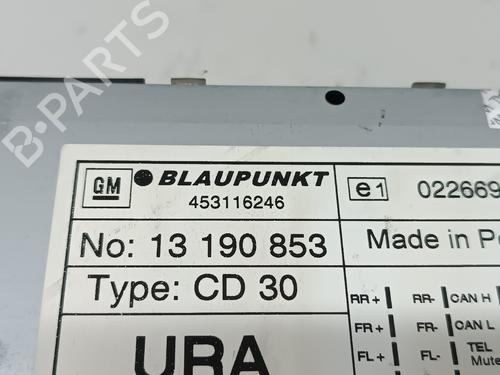 B-PARTS
GM BLAUPUNKT e1 022669
453116246
No: 13 190 853 Made in
Type: CD 30
RR+ RR- CAN H
FR+ FR- CAN L
FL+ FL- TEL
Mute
URA